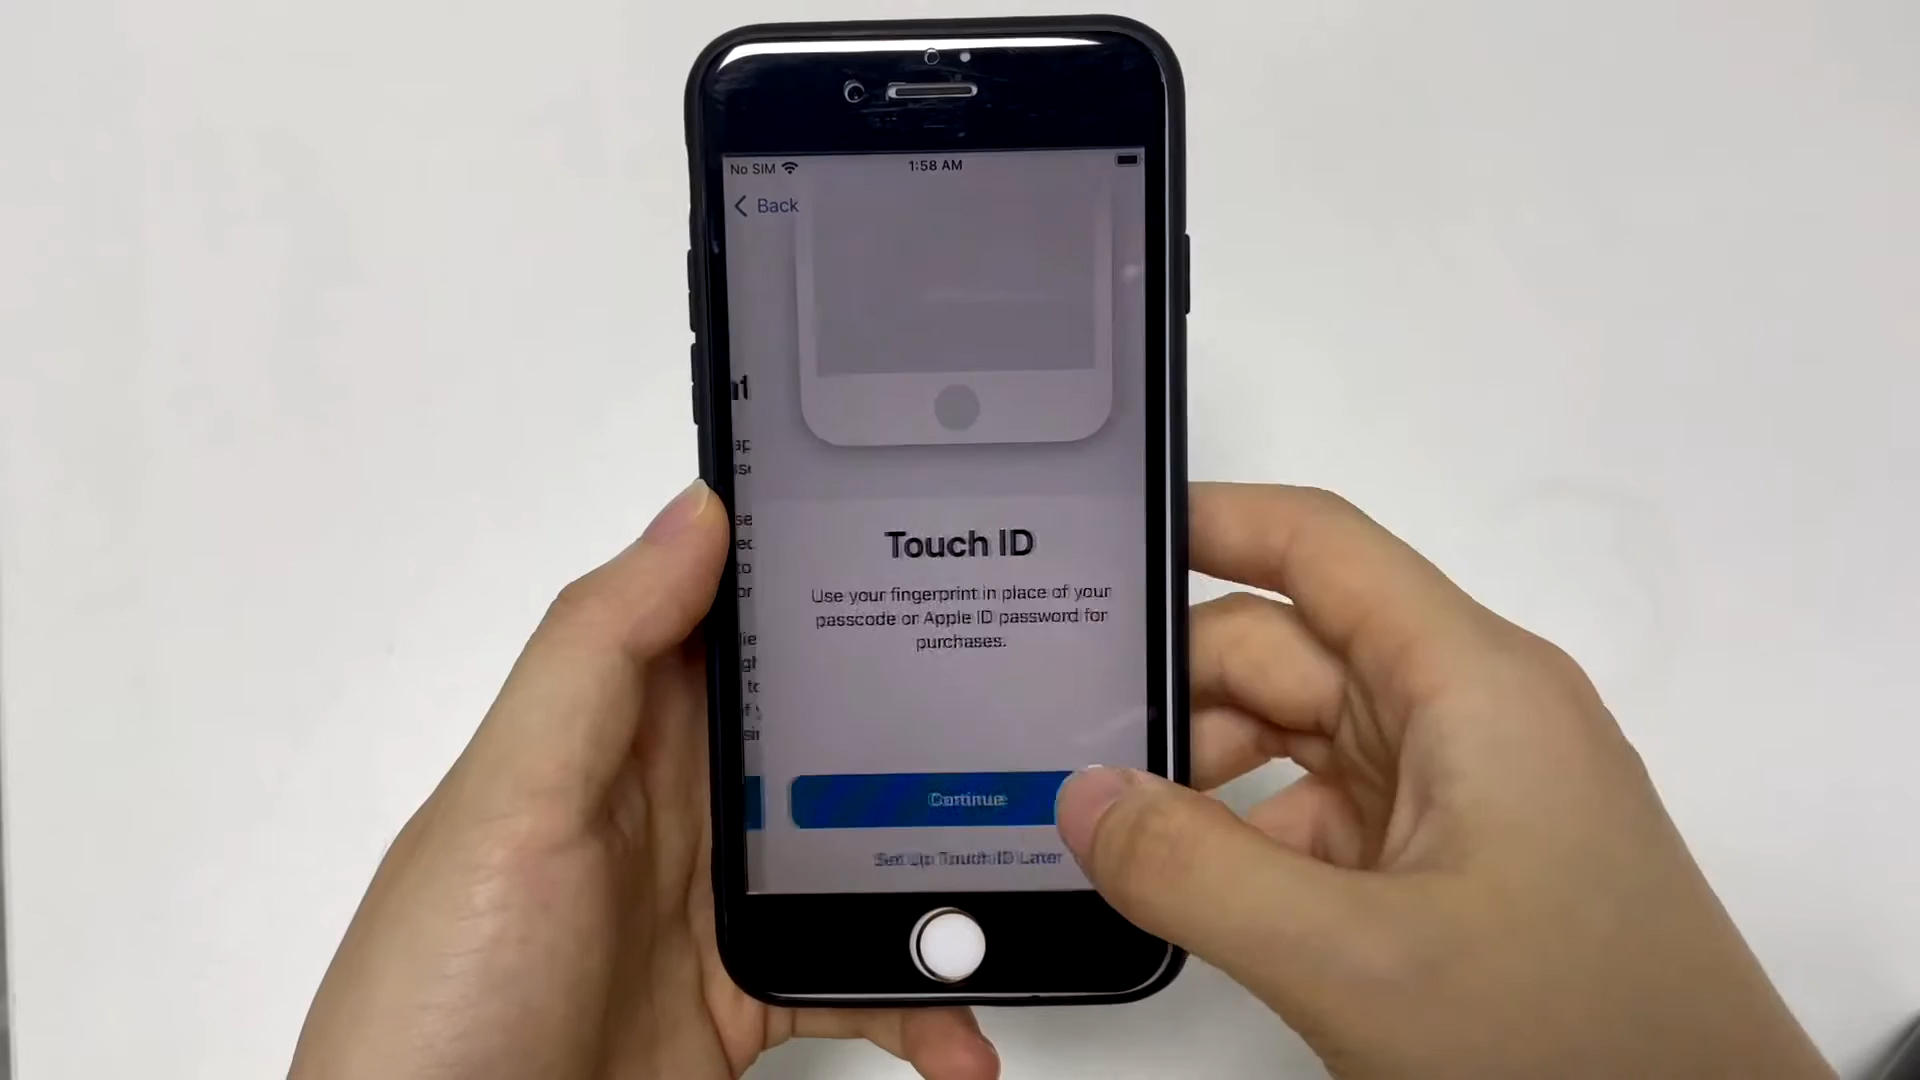 No SIM
1:58 AM
Back
Touch ID
Use your fingerprint in place of your
passcode or Apple ID password for
purchases.
Continue
Set Up Touch ID Later